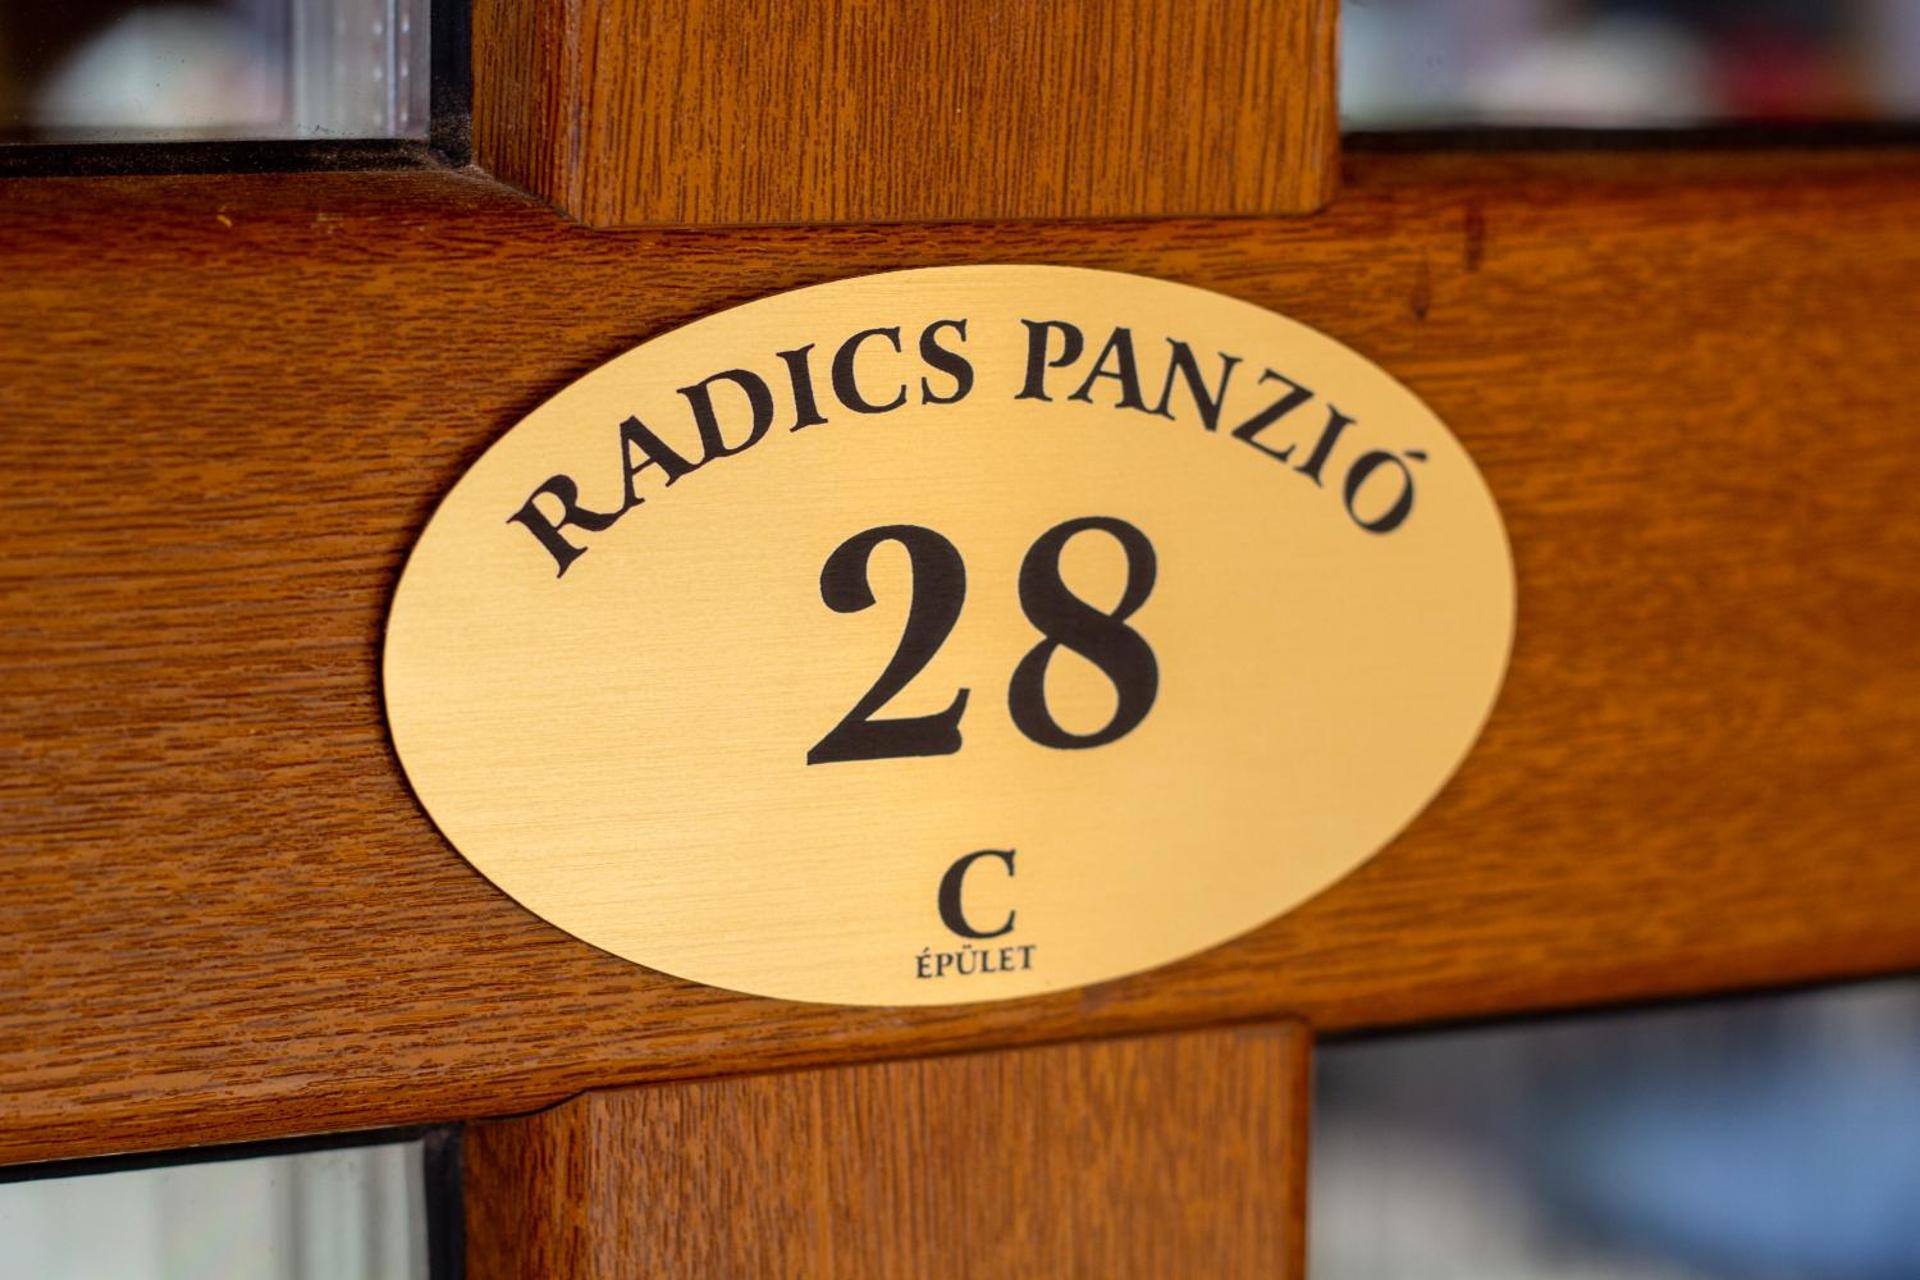 RADICS PANZIÓ
28
C
ÉPÜLET